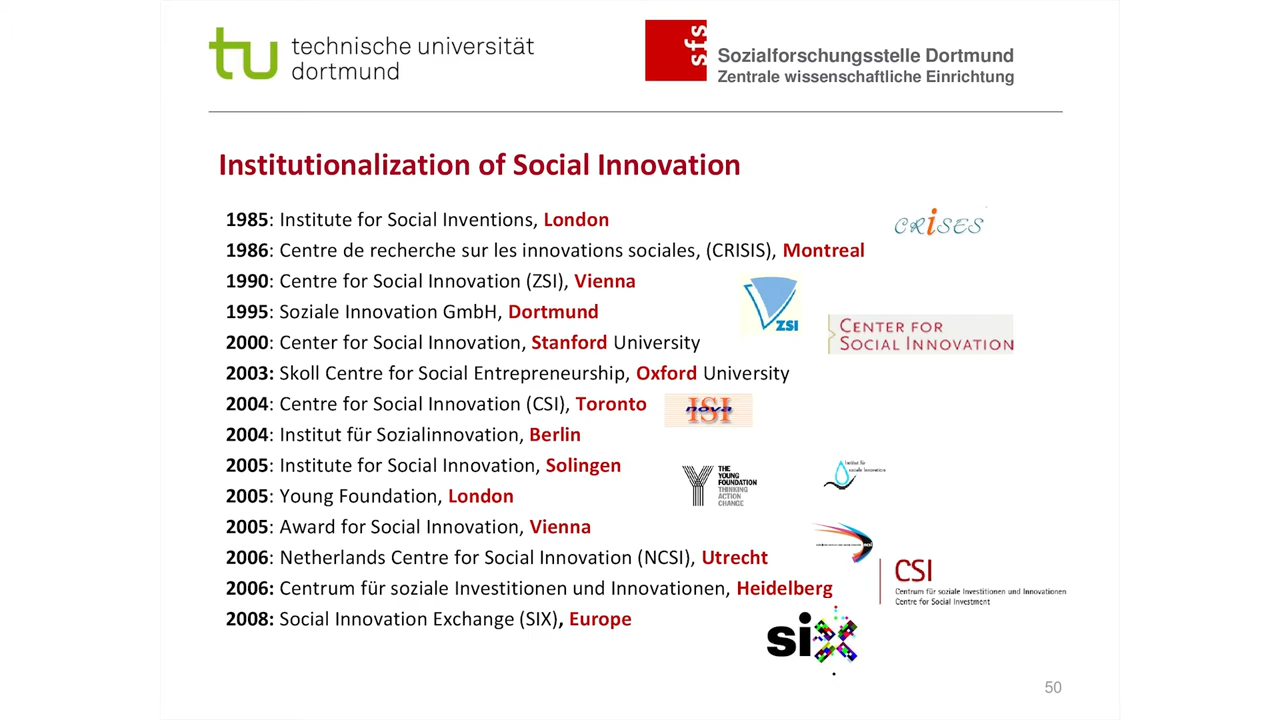 technische universität
dortmund
sfs
Sozialforschungsstelle Dortmund
Zentrale wissenschaftliche Einrichtung
Institutionalization of Social Innovation
1985: Institute for Social Inventions, London
CRiSES
1986: Centre de recherche sur les innovations sociales, (CRISIS), Montreal
1990: Centre for Social Innovation (ZSI), Vienna
ZSI
1995: Soziale Innovation GmbH, Dortmund
CENTER FOR
SOCIAL INNOVATION
2000: Center for Social Innovation, Stanford University
2003: Skoll Centre for Social Entrepreneurship, Oxford University
2004: Centre for Social Innovation (CSI), Toronto
ISI
nova
2004: Institut für Sozialinnovation, Berlin
2005: Institute for Social Innovation, Solingen
THE
YOUNG
FOUNDATION
THINKING
ACTION
CHANGE
Institut für
soziale Innovation
2005: Young Foundation, London
2005: Award for Social Innovation, Vienna
2006: Netherlands Centre for Social Innovation (NCSI), Utrecht
CSI
Centrum für soziale Investitionen und Innovationen
Centre for Social Investment
2006: Centrum für soziale Investitionen und Innovationen, Heidelberg
2008: Social Innovation Exchange (SIX), Europe
six
50